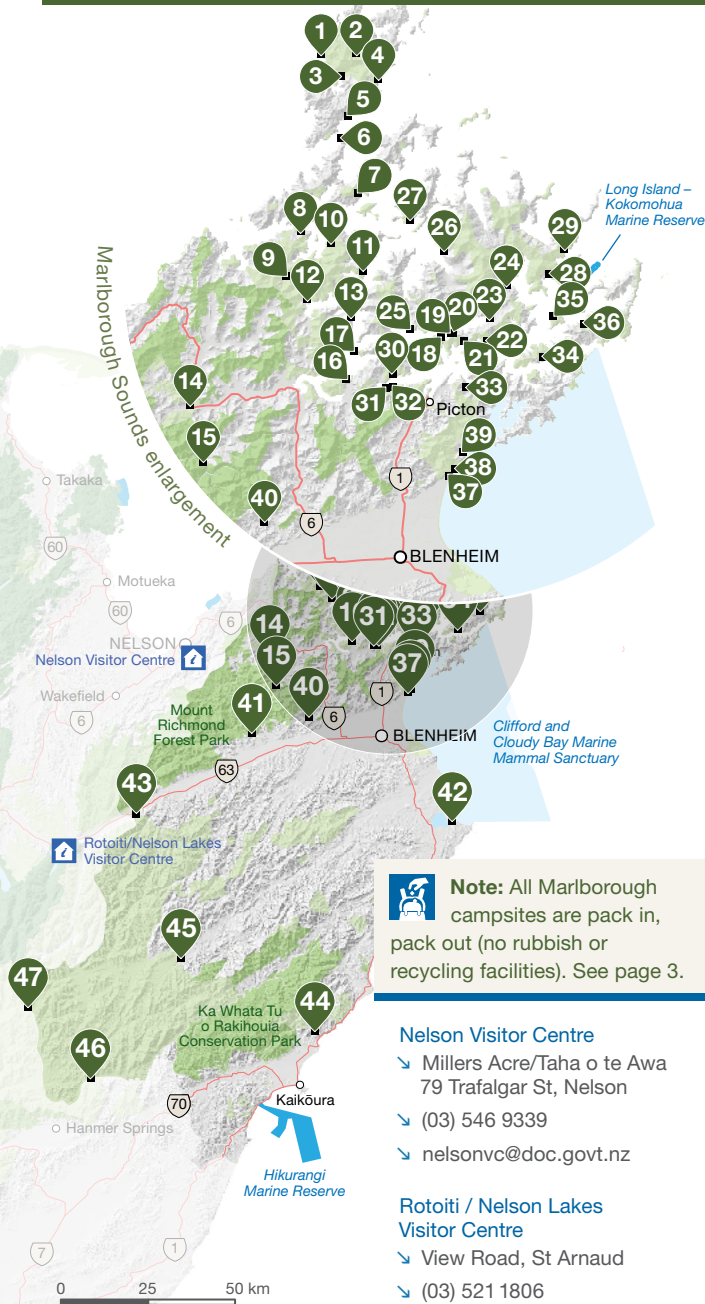 1
2
3
4
5
6
7
27
8
10
26
29
Long Island –
Kokomohua
Marine Reserve
9
11
12
24
28
13
25
19
20
23
35
36
17
18
22
21
34
16
30
33
31
32
Picton
14
15
39
38
37
40
1
6
BLENHEIM
Marlborough Sounds enlargement
Takaka
60
Motueka
60
NELSON
6
Nelson Visitor Centre
Wakefield
6
14
15
31
33
37
40
41
1
6
BLENHEIM
Mount
Richmond
Forest Park
Clifford and
Cloudy Bay Marine
Mammal Sanctuary
63
43
42
Rotoiti/Nelson Lakes
Visitor Centre
Note: All Marlborough
campsites are pack in,
pack out (no rubbish or
recycling facilities). See page 3.
45
47
44
Ka Whata Tu
o Rakihouia
Conservation Park
46
70
Kaikōura
Hanmer Springs
Hikurangi
Marine Reserve
7
1
0 25 50 km
Nelson Visitor Centre
↘ Millers Acre/Taha o te Awa
79 Trafalgar St, Nelson
↘ (03) 546 9339
↘ nelsonvc@doc.govt.nz
Rotoiti / Nelson Lakes
Visitor Centre
↘ View Road, St Arnaud
↘ (03) 521 1806